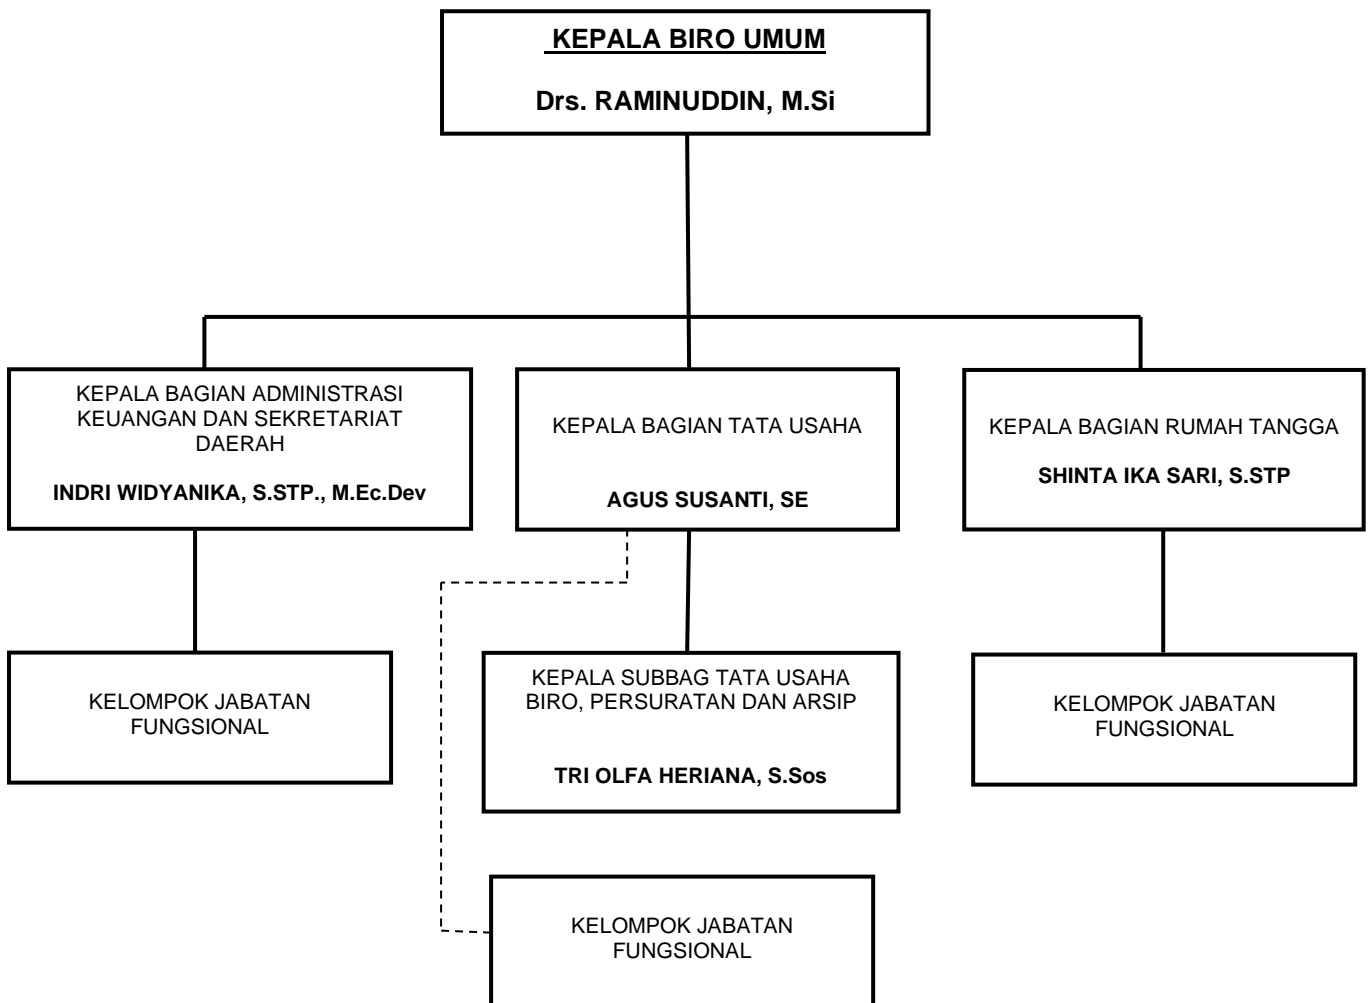 KEPALA BIRO UMUM
Drs. RAMINUDDIN, M.Si
KEPALA BAGIAN ADMINISTRASI
KEUANGAN DAN SEKRETARIAT
DAERAH
INDRI WIDYANIKA, S.STP., M.Ec.Dev
KEPALA BAGIAN TATA USAHA
AGUS SUSANTI, SE
KEPALA BAGIAN RUMAH TANGGA
SHINTA IKA SARI, S.STP
KELOMPOK JABATAN
FUNGSIONAL
KEPALA SUBBAG TATA USAHA
BIRO, PERSURATAN DAN ARSIP
TRI OLFA HERIANA, S.Sos
KELOMPOK JABATAN
FUNGSIONAL
KELOMPOK JABATAN
FUNGSIONAL